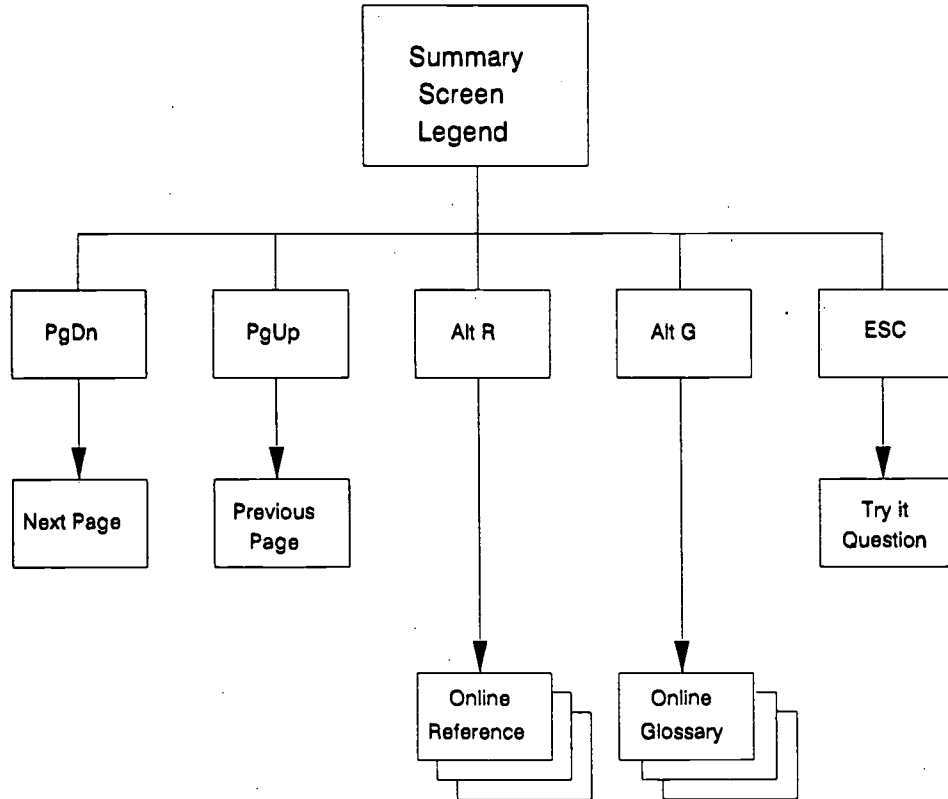 Summary
Screen
Legend
PgDn
PgUp
Alt R
Alt G
ESC
Next Page
Previous
Page
Try it
Question
Online
Reference
Online
Glossary